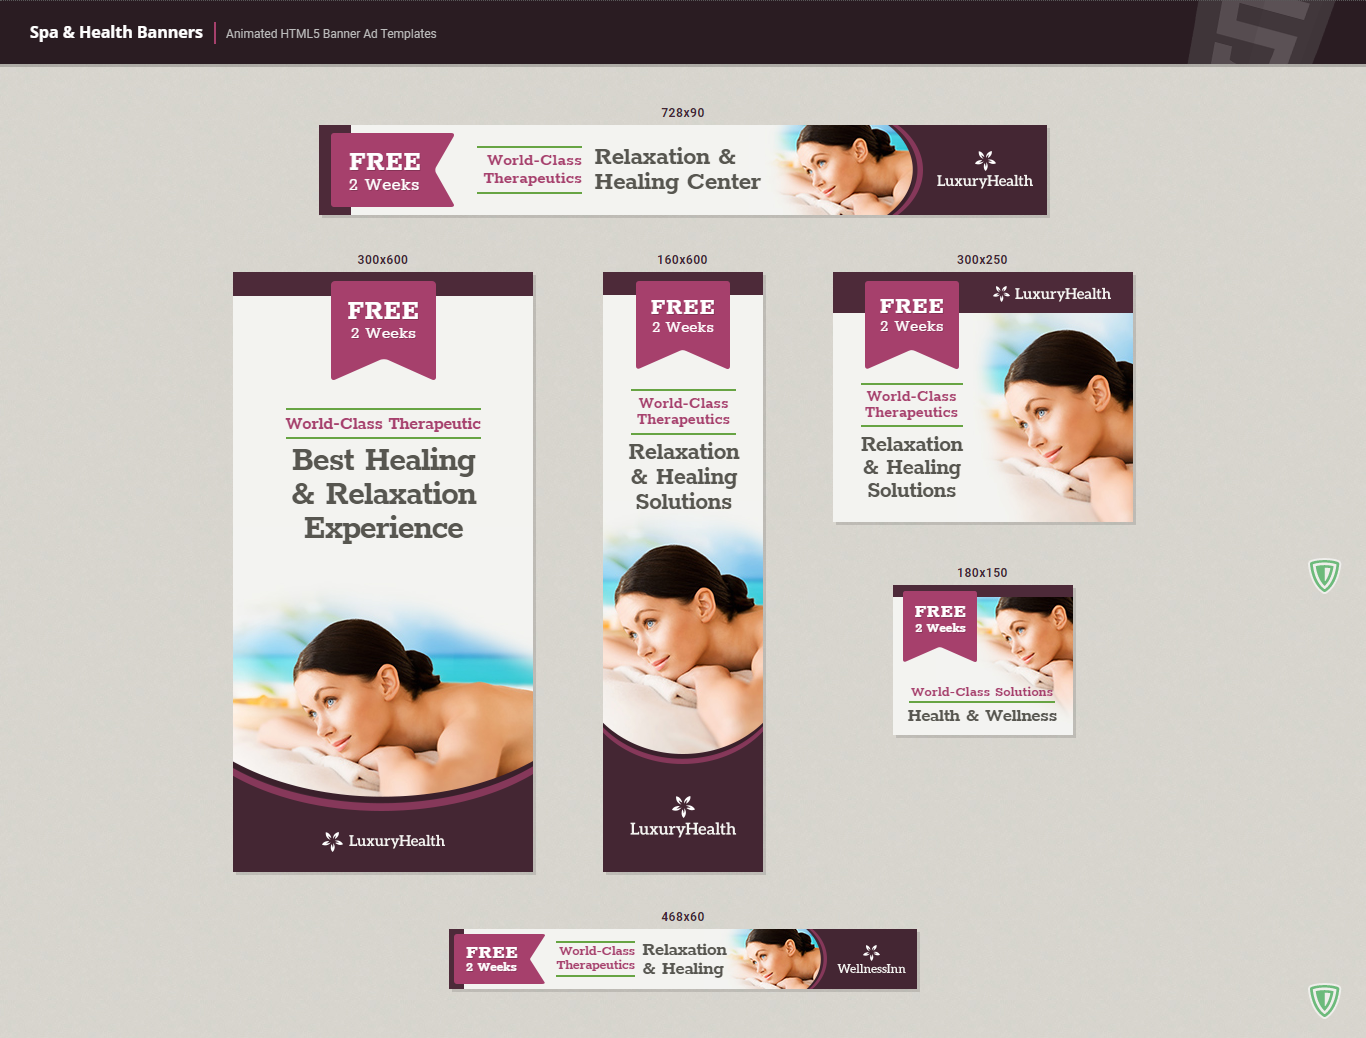 Spa & Health Banners
Animated HTML5 Banner Ad Templates
728x90
FREE
2 Weeks
World-Class
Therapeutics
Relaxation &
Healing Center
LuxuryHealth
300x600
FREE
2 Weeks
World-Class Therapeutic
Best Healing
& Relaxation
Experience
LuxuryHealth
160x600
FREE
2 Weeks
World-Class
Therapeutics
Relaxation
& Healing
Solutions
LuxuryHealth
300x250
FREE
2 Weeks
LuxuryHealth
World-Class
Therapeutics
Relaxation
& Healing
Solutions
180x150
FREE
2 Weeks
World-Class Solutions
Health & Wellness
468x60
FREE
2 Weeks
World-Class
Therapeutics
Relaxation
& Healing
WellnessInn